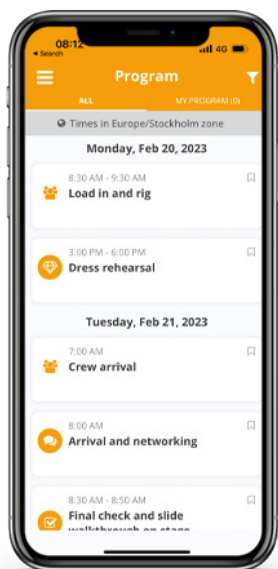 08:12
4G
◄ Search
Program
ALL
MY PROGRAM (0)
Times in Europe/Stockholm zone
Monday, Feb 20, 2023
8:30 AM - 9:30 AM
Load in and rig
3:00 PM - 6:00 PM
Dress rehearsal
Tuesday, Feb 21, 2023
7:00 AM
Crew arrival
8:00 AM
Arrival and networking
8:30 AM - 8:50 AM
Final check and slide
walkthrough on stage